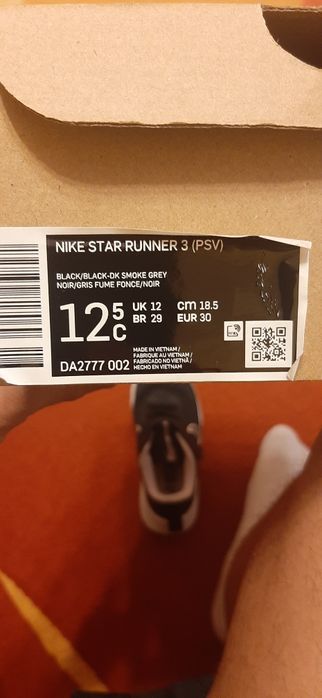 NIKE STAR RUNNER 3 (PSV)
BLACK/BLACK-DK SMOKE GREY
NOIR/GRIS FUME FONCE/NOIR
12 5 C
UK 12 CM 18.5
BR 29 EUR 30
MADE IN VIETNAM /
FABRIQUE AU VIETNAM /
FABRICADO NO VIETNÃ /
HECHO EN VIETNAM
DA2777 002